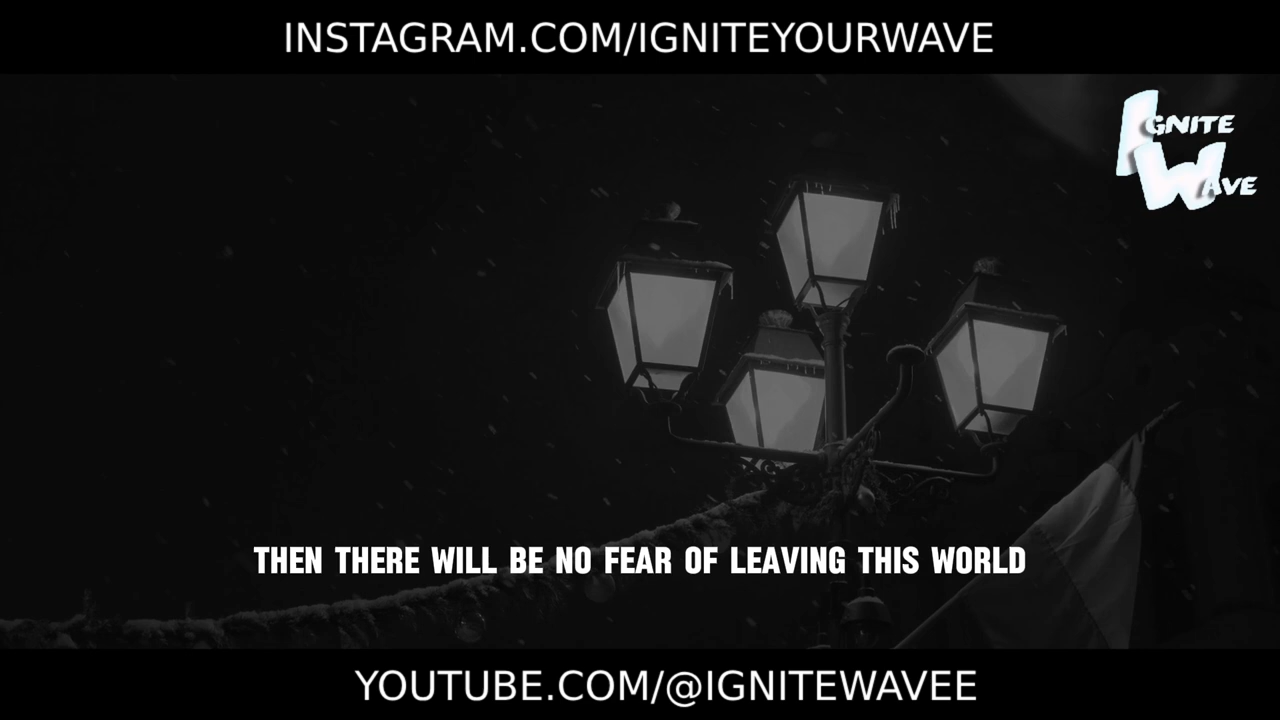 INSTAGRAM.COM/IGNITEYOURWAVE
IGNITE
WAVE
THEN THERE WILL BE NO FEAR OF LEAVING THIS WORLD
YOUTUBE.COM/@IGNITEWAVEE